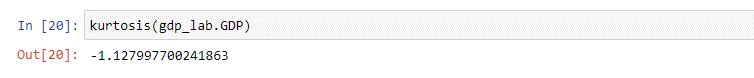 In [20]: kurtosis(gdp_lab.GDP)
Out[20]: -1.127997700241863